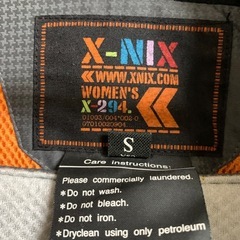 X-NIX
WWW.XNIX.COM
WOMEN'S
X-294.
S
Care instructions:
Please commercially laundered.
*Do not wash.
*Do not bleach.
*Do not iron.
*Dryclean using only petroleum